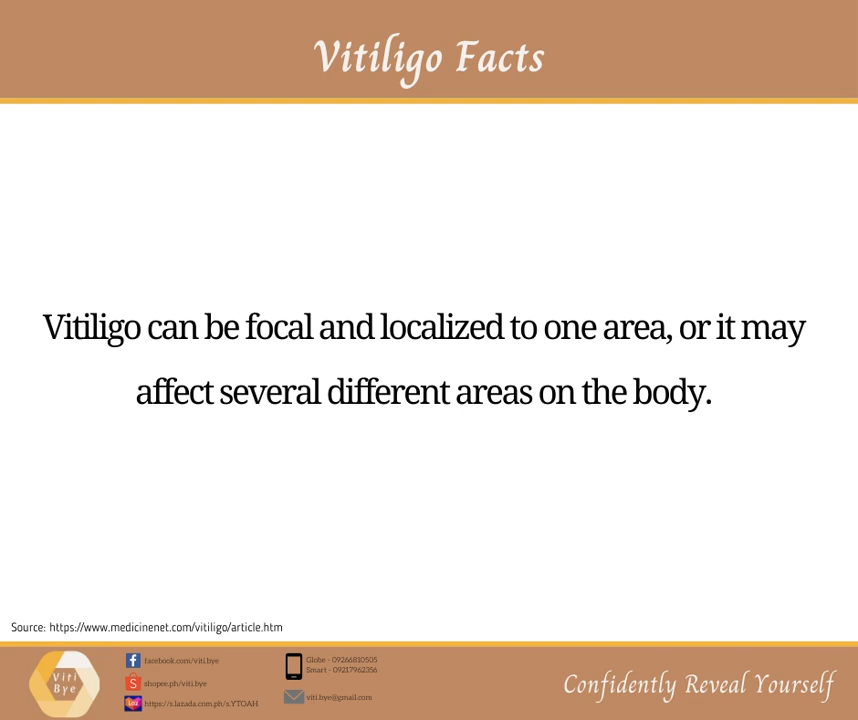 Vitiligo Facts
Vitiligo can be focal and localized to one area, or it may
affect several different areas on the body.
Source: https://www.medicinenet.com/vitiligo/article.htm
Viti
Bye
facebook.com/viti.bye
shopee.ph/viti.bye
https://s.lazada.com.ph/s.YTOAH
Globe - 09266810505
Smart - 09217962356
viti.bye@gmail.com
Confidently Reveal Yourself